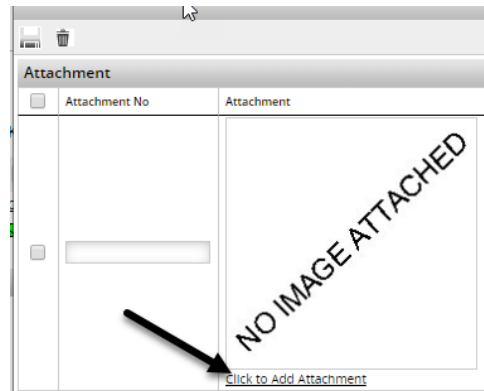 Attachment
Attachment No Attachment
NO IMAGE ATTACHED
Click to Add Attachment